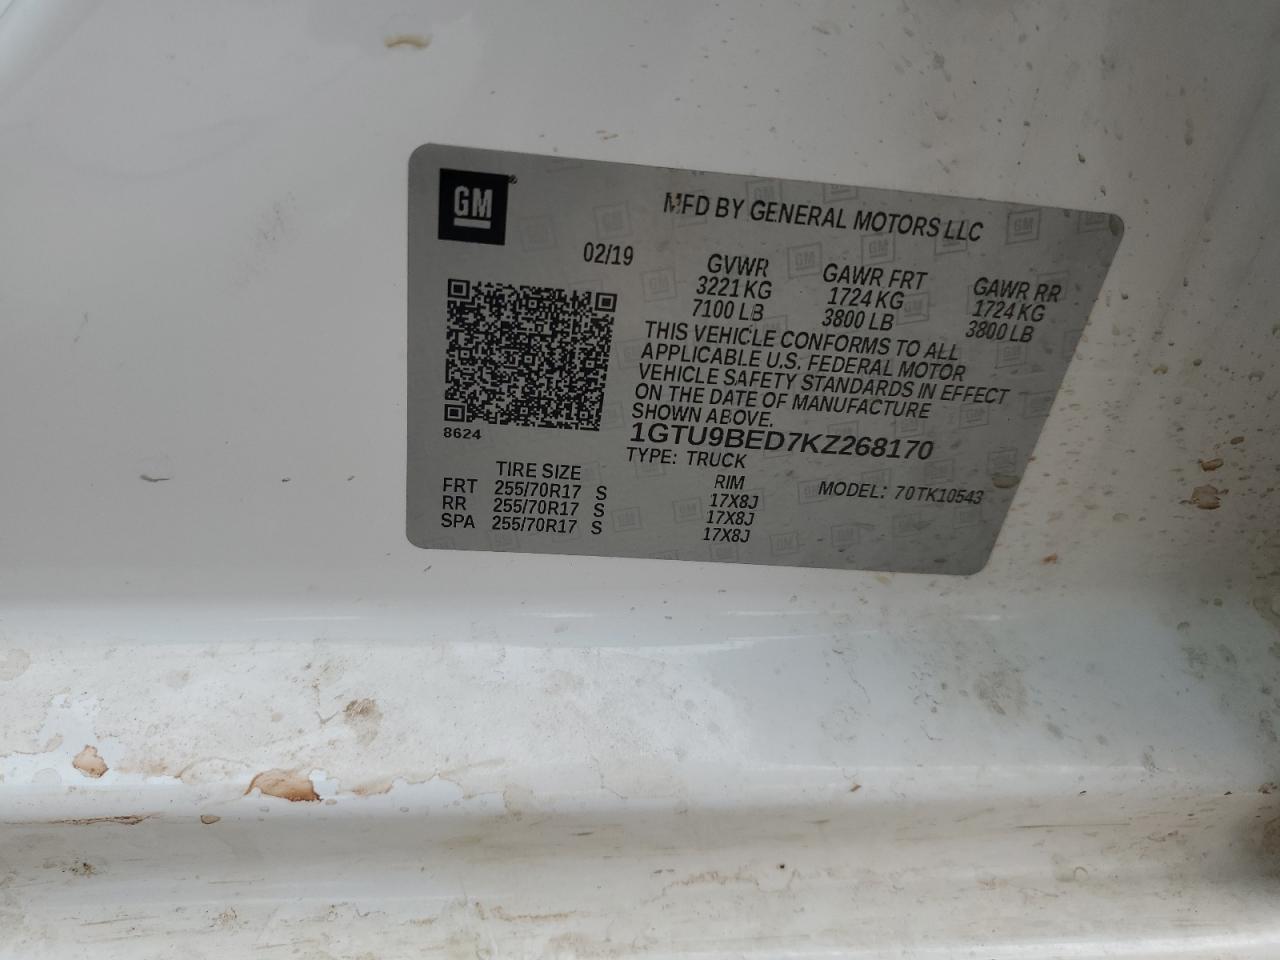 GM
MFD BY GENERAL MOTORS LLC
02/19
GVWR GAWR FRT GAWR RR
3221 KG 1724 KG 1724 KG
7100 LB 3800 LB 3800 LB
THIS VEHICLE CONFORMS TO ALL
APPLICABLE U.S. FEDERAL MOTOR
VEHICLE SAFETY STANDARDS IN EFFECT
ON THE DATE OF MANUFACTURE
SHOWN ABOVE.
8624
1GTU9BED7KZ268170
TYPE: TRUCK
TIRE SIZE RIM MODEL: 70TK10543
FRT 255/70R17 S 17X8J
RR 255/70R17 S 17X8J
SPA 255/70R17 S 17X8J